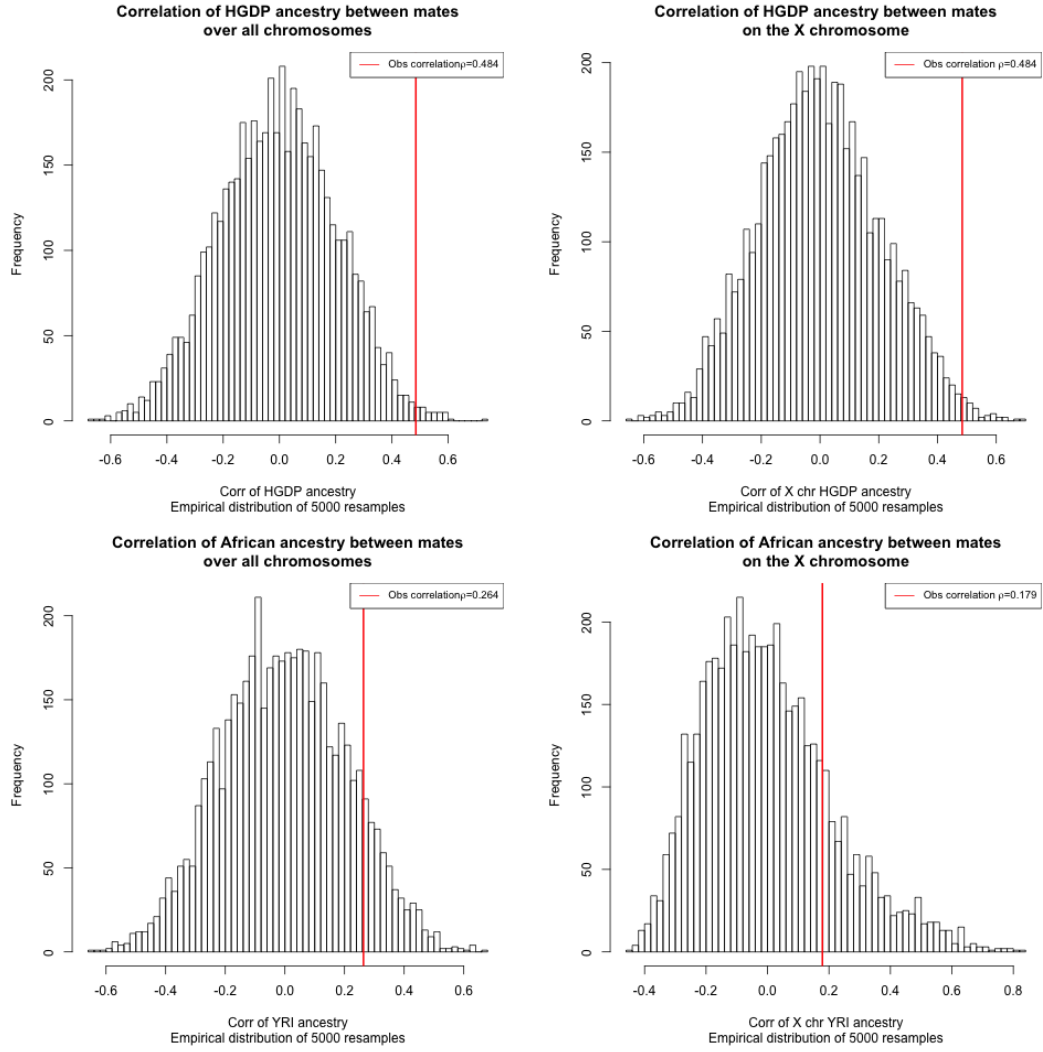 Correlation of HGDP ancestry between mates
over all chromosomes
Obs correlationρ=0.484
Frequency
0
50
100
150
200
-0.6
-0.4
-0.2
0.0
0.2
0.4
0.6
Corr of HGDP ancestry
Empirical distribution of 5000 resamples
Correlation of HGDP ancestry between mates
on the X chromosome
Obs correlation ρ=0.484
Frequency
0
50
100
150
200
-0.6
-0.4
-0.2
0.0
0.2
0.4
0.6
Corr of X chr HGDP ancestry
Empirical distribution of 5000 resamples
Correlation of African ancestry between mates
over all chromosomes
Obs correlationρ=0.264
Frequency
0
50
100
150
200
-0.6
-0.4
-0.2
0.0
0.2
0.4
0.6
Corr of YRI ancestry
Empirical distribution of 5000 resamples
Correlation of African ancestry between mates
on the X chromosome
Obs correlation ρ=0.179
Frequency
0
50
100
150
200
-0.4
-0.2
0.0
0.2
0.4
0.6
0.8
Corr of X chr YRI ancestry
Empirical distribution of 5000 resamples